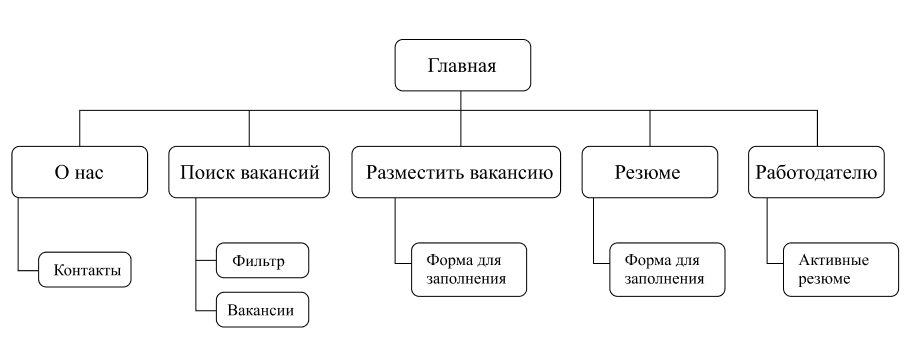 Главная
О нас
Поиск вакансий
Разместить вакансию
Резюме
Работодателю
Контакты
Фильтр
Вакансии
Форма для
заполнения
Форма для
заполнения
Активные
резюме